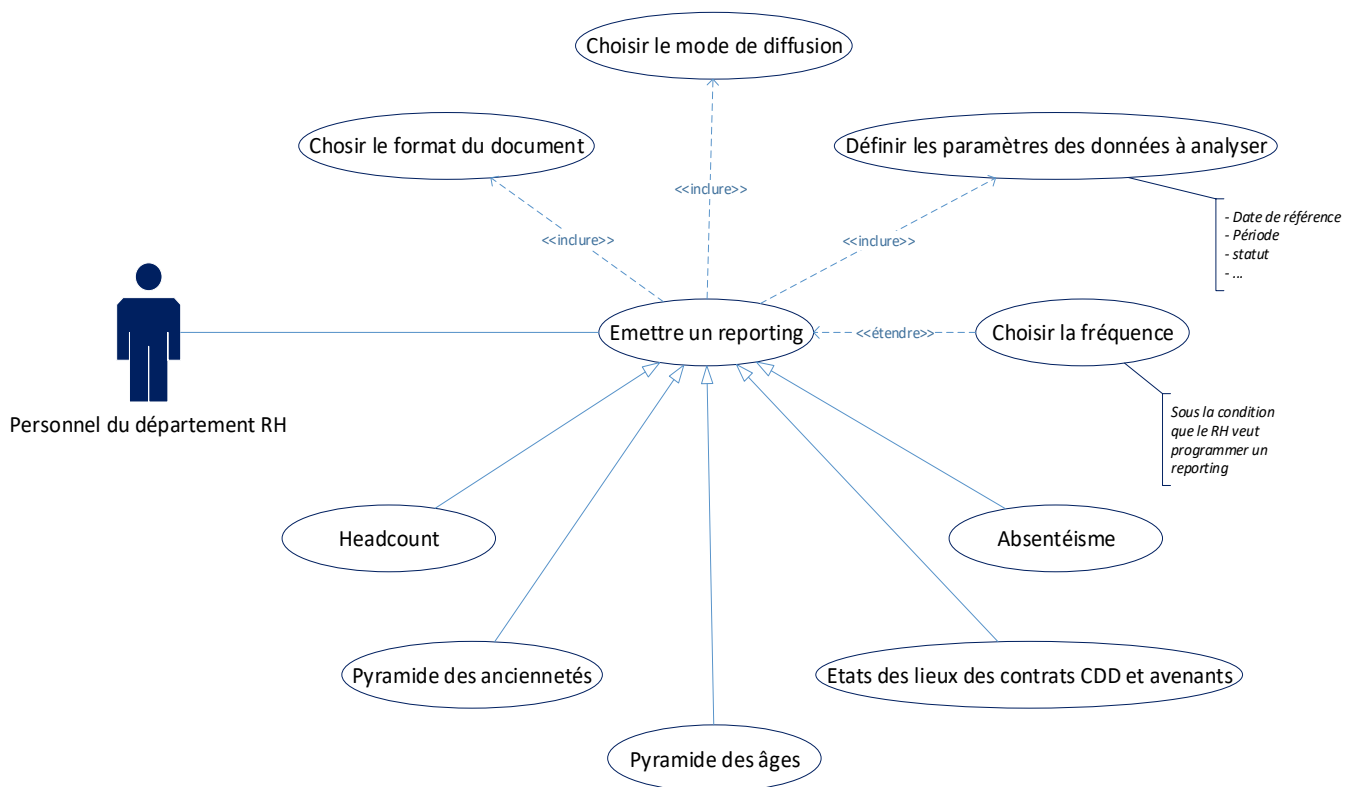 Choisir le mode de diffusion
Chosir le format du document
Définir les paramètres des données à analyser
<<inclure>>
<<inclure>>
<<inclure>>
- Date de référence
- Période
- statut
- ...
Emettre un reporting
<<étendre>>
Choisir la fréquence
Personnel du département RH
Sous la condition
que le RH veut
programmer un
reporting
Headcount
Absentéisme
Pyramide des anciennetés
Etats des lieux des contrats CDD et avenants
Pyramide des âges